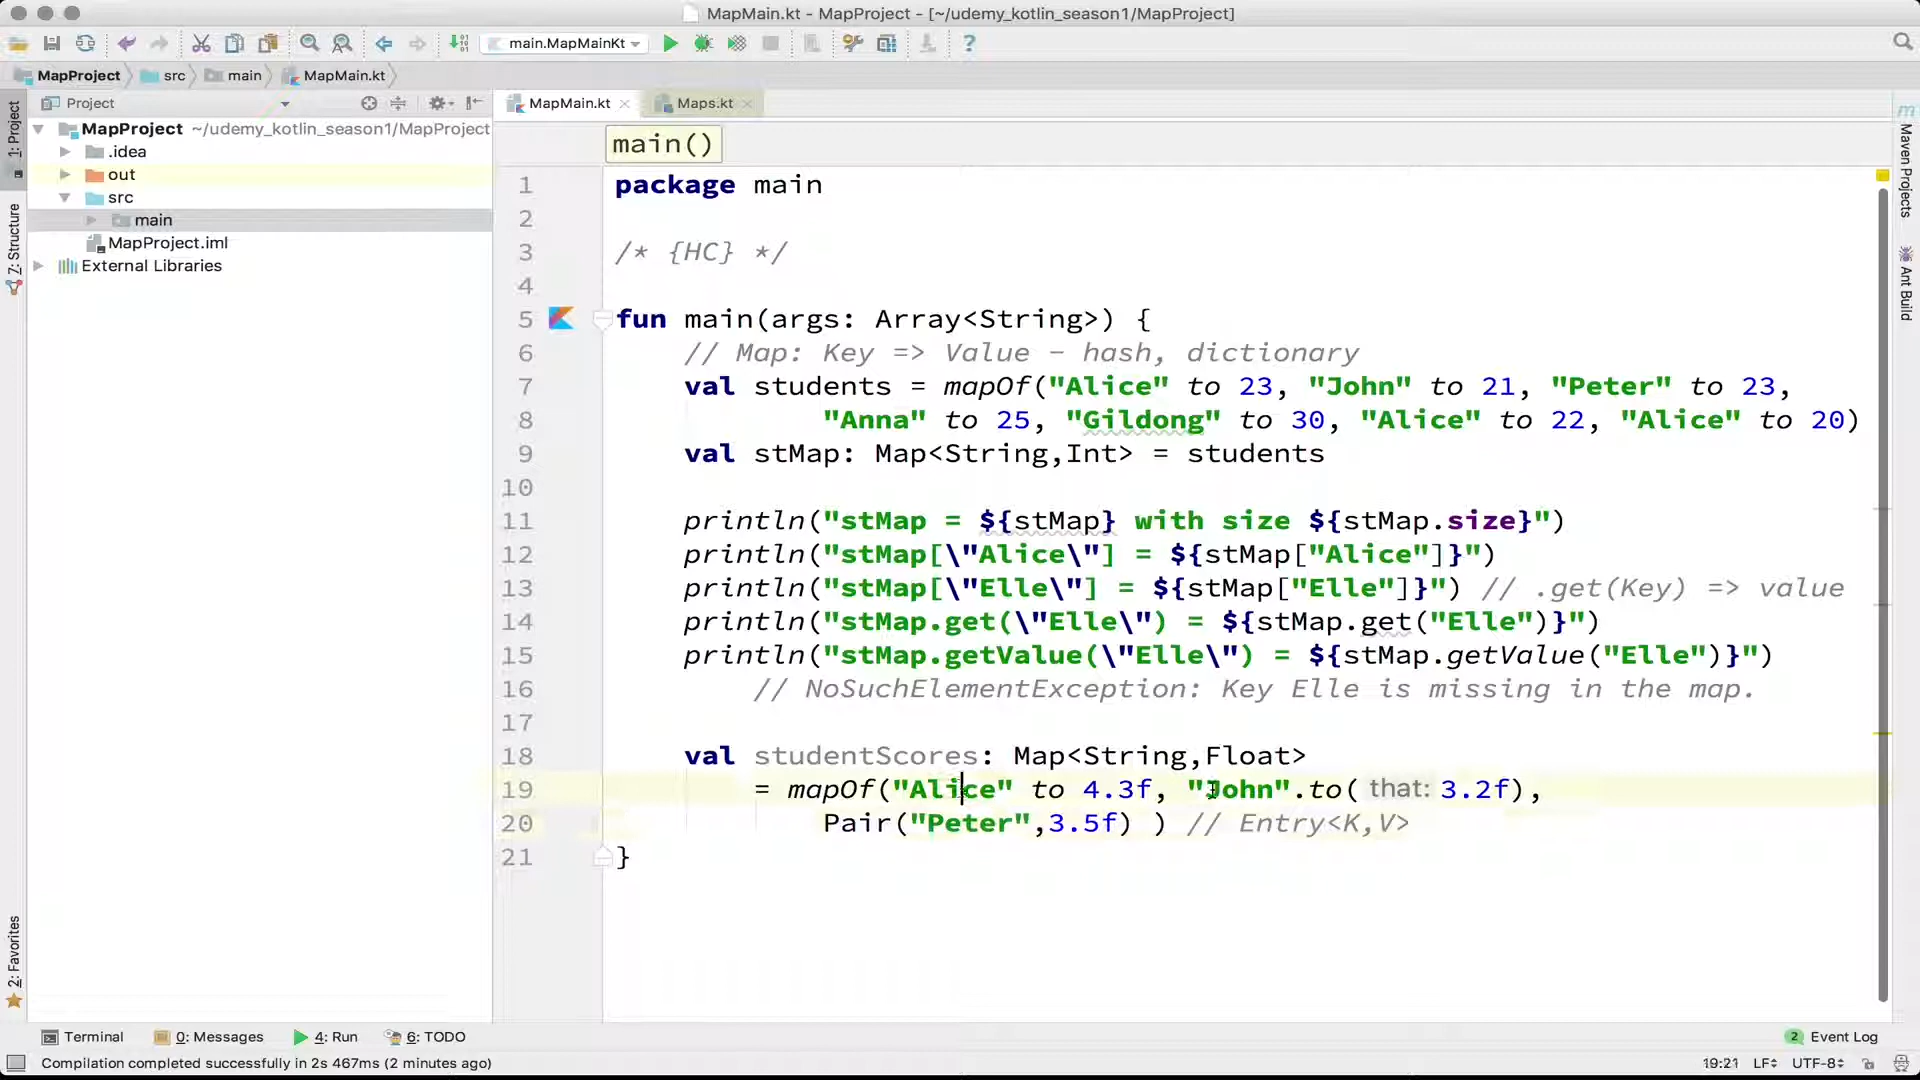 MapMain.kt - MapProject - [~/udemy_kotlin_season1/MapProject]
main.MapMainKt
MapProject src main MapMain.kt
Project
MapMain.kt Maps.kt
MapProject ~/udemy_kotlin_season1/MapProject
.idea
out
src
main
MapProject.iml
External Libraries
1: Project
Z: Structure
2: Favorites
Maven Projects
Ant Build
main()
1 package main
2
3 /* {HC} */
4
5 fun main(args: Array<String>) {
6 // Map: Key => Value - hash, dictionary
7 val students = mapOf("Alice" to 23, "John" to 21, "Peter" to 23,
8 "Anna" to 25, "Gildong" to 30, "Alice" to 22, "Alice" to 20)
9 val stMap: Map<String,Int> = students
10
11 println("stMap = ${stMap} with size ${stMap.size}")
12 println("stMap[\"Alice\"] = ${stMap["Alice"]}")
13 println("stMap[\"Elle\"] = ${stMap["Elle"]}") // .get(Key) => value
14 println("stMap.get(\"Elle\") = ${stMap.get("Elle")}")
15 println("stMap.getValue(\"Elle\") = ${stMap.getValue("Elle")}")
16 // NoSuchElementException: Key Elle is missing in the map.
17
18 val studentScores: Map<String,Float>
19 = mapOf("Alice" to 4.3f, "John".to( that: 3.2f),
20 Pair("Peter",3.5f) ) // Entry<K,V>
21 }
Terminal 0: Messages 4: Run 6: TODO 2 Event Log
Compilation completed successfully in 2s 467ms (2 minutes ago) 19:21 LF UTF-8